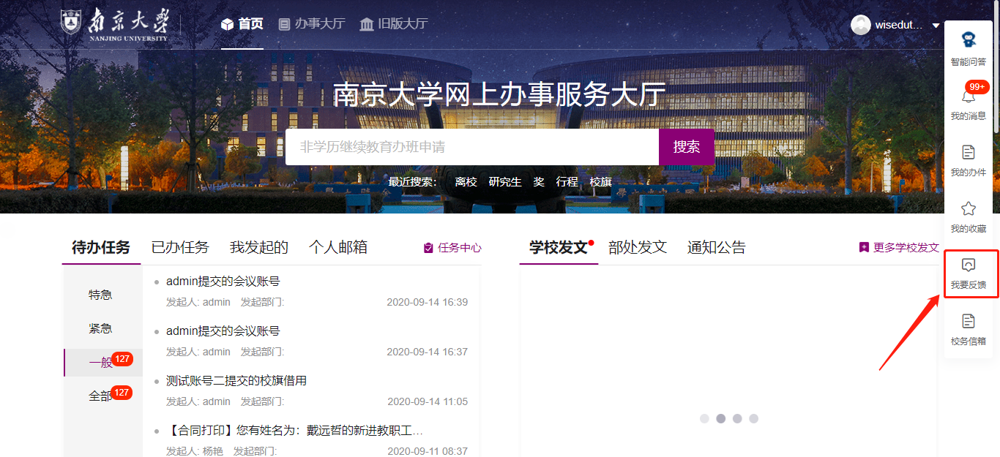 南京大学
NANJING UNIVERSITY
首页
办事大厅
旧版大厅
wisedut...
南京大学网上办事服务大厅
非学历继续教育办班申请
搜索
最近搜索： 离校 研究生 奖 行程 校旗
智能问答
99+
我的消息
我的办件
我的收藏
我要反馈
校务信箱
待办任务
已办任务
我发起的
个人邮箱
任务中心
特急
紧急
一般 127
全部 127
admin提交的会议账号
发起人: admin 发起部门: 2020-09-14 16:39
admin提交的会议账号
发起人: admin 发起部门: 2020-09-14 16:37
测试账号二提交的校旗借用
发起人: admin 发起部门: 2020-09-14 11:05
【合同打印】您有姓名为：戴远哲的新进教职工...
发起人: 杨艳 发起部门: 2020-09-11 08:37
学校发文
部处发文
通知公告
更多学校发文